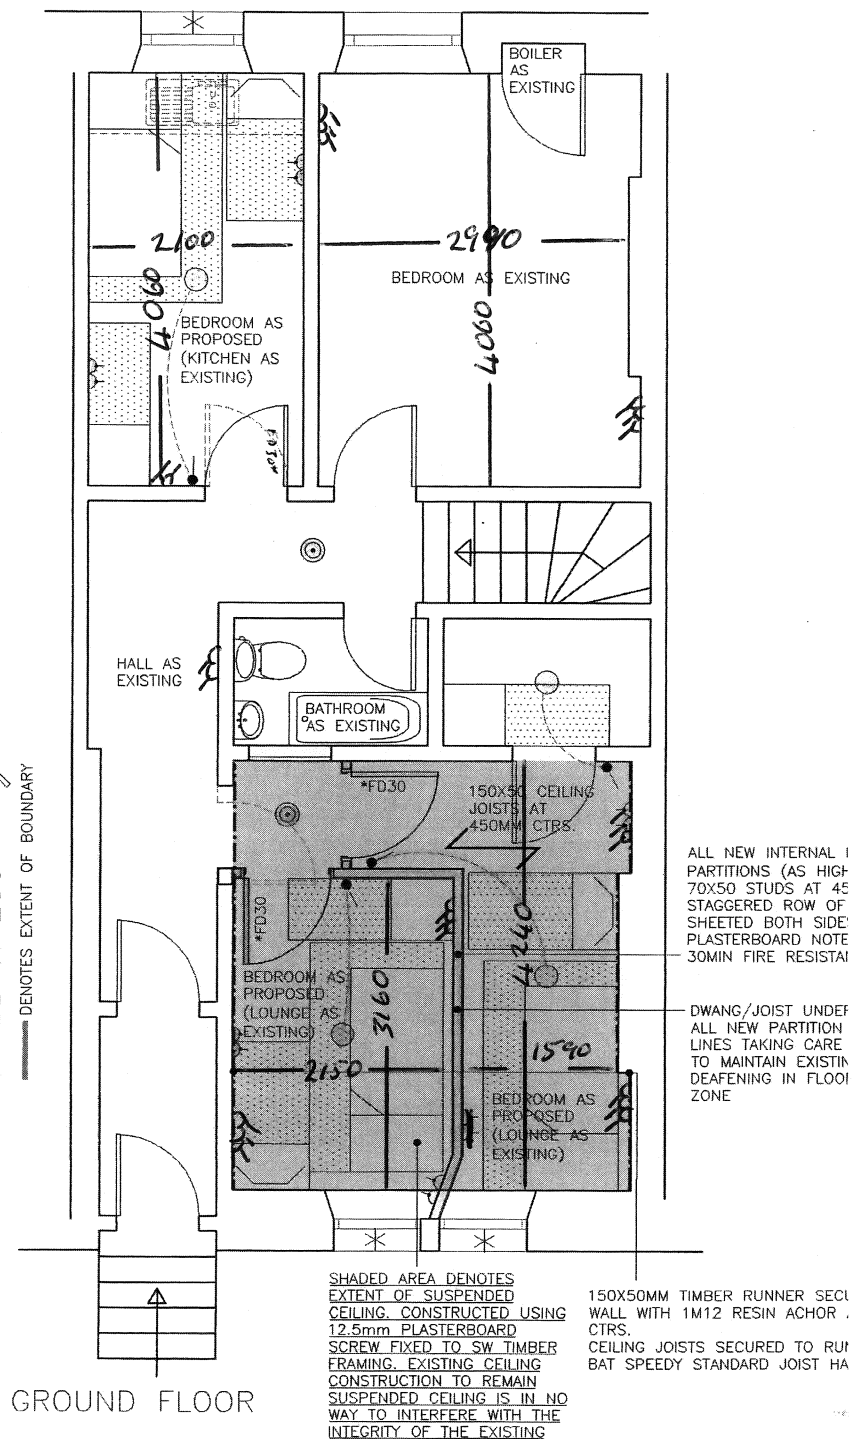 BOILER
AS
EXISTING
2100
2990
BEDROOM AS EXISTING
4060
4060
BEDROOM AS
PROPOSED
(KITCHEN AS
EXISTING)
FD30
HALL AS
EXISTING
BATHROOM
AS EXISTING
DENOTES EXTENT OF BOUNDARY
*FD30
150X50 CEILING
JOISTS AT
450MM CTRS.
*FD30
4240
BEDROOM AS
PROPOSED
(LOUNGE AS
EXISTING)
3160
2150
1590
BEDROOM AS
PROPOSED
(LOUNGE AS
EXISTING)
ALL NEW INTERNAL
PARTITIONS (AS HIGH
70X50 STUDS AT 45
STAGGERED ROW OF
SHEETED BOTH SIDES
PLASTERBOARD NOTE
30MIN FIRE RESISTAN
DWANG/JOIST UNDER
ALL NEW PARTITION
LINES TAKING CARE
TO MAINTAIN EXISTIN
DEAFENING IN FLOOR
ZONE
SHADED AREA DENOTES
EXTENT OF SUSPENDED
CEILING. CONSTRUCTED USING
12.5mm PLASTERBOARD
SCREW FIXED TO SW TIMBER
FRAMING. EXISTING CEILING
CONSTRUCTION TO REMAIN
SUSPENDED CEILING IS IN NO
WAY TO INTERFERE WITH THE
INTEGRITY OF THE EXISTING
150X50MM TIMBER RUNNER SECU
WALL WITH 1M12 RESIN ACHOR
CTRS.
CEILING JOISTS SECURED TO RUN
BAT SPEEDY STANDARD JOIST HA
GROUND FLOOR